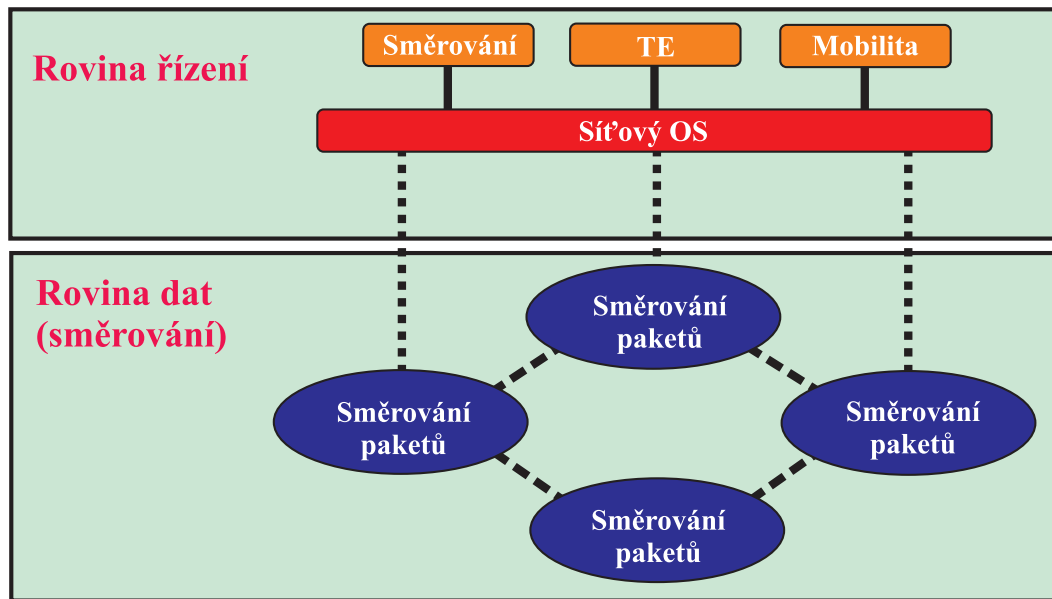 Rovina řízení
Směrování
TE
Mobilita
Síťový OS
Rovina dat
(směrování)
Směrování
paketů
Směrování
paketů
Směrování
paketů
Směrování
paketů